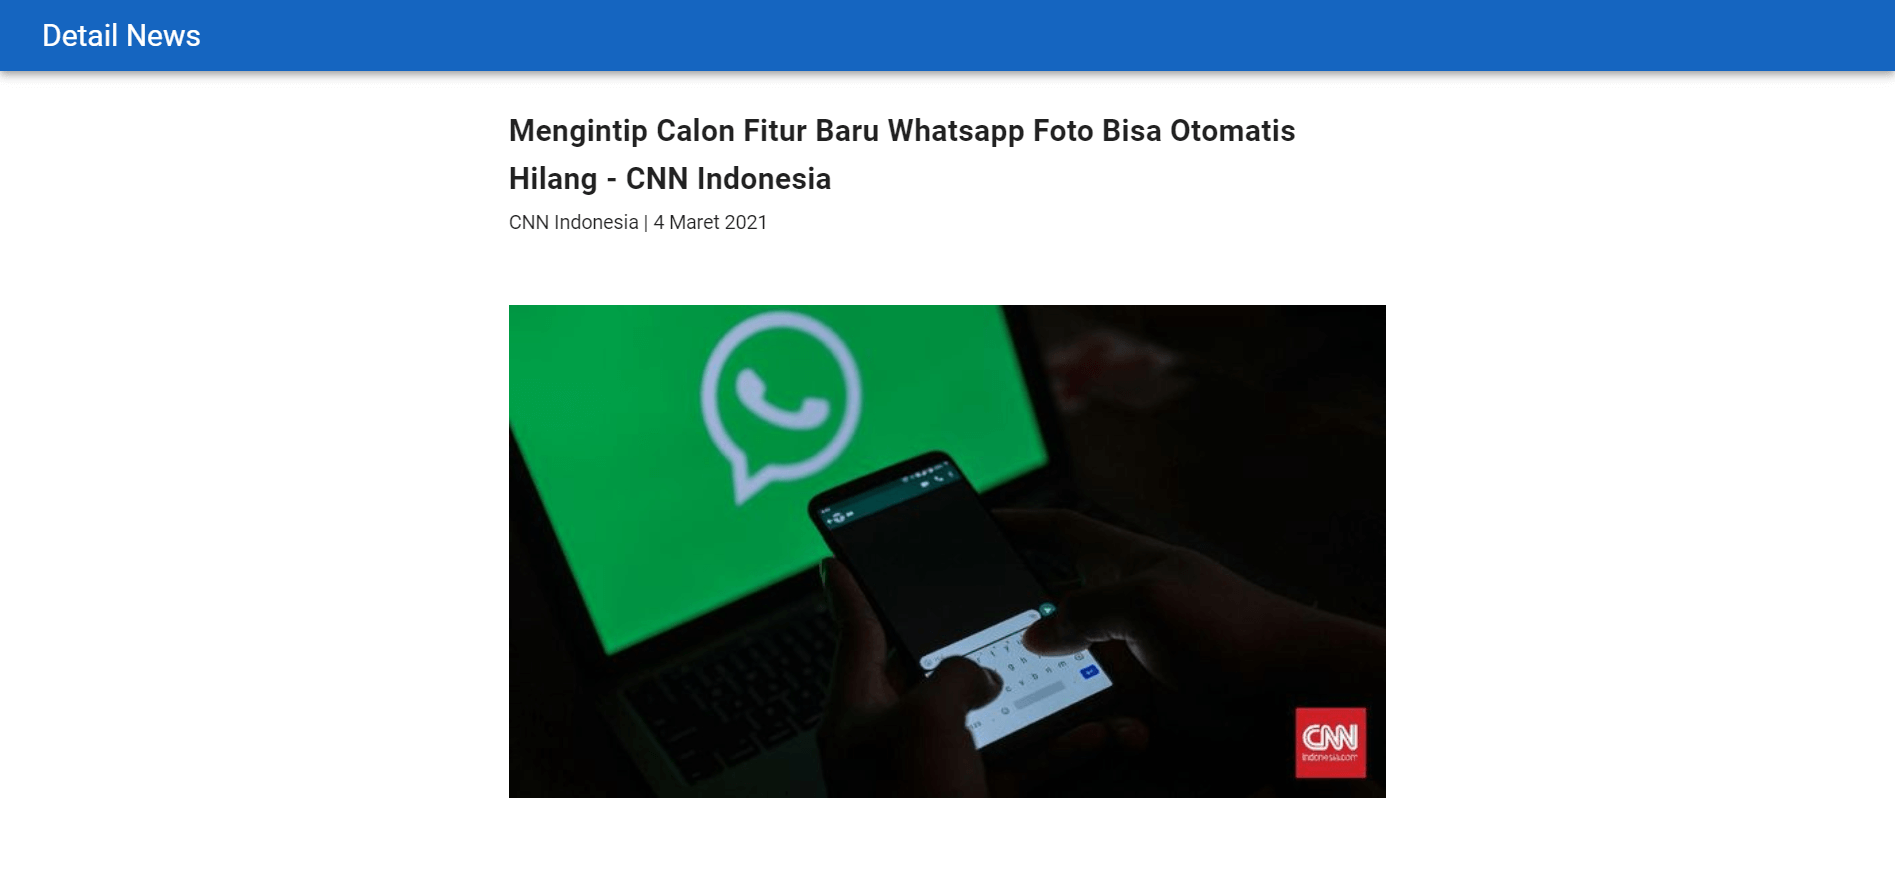 Detail News
Mengintip Calon Fitur Baru Whatsapp Foto Bisa Otomatis
Hilang - CNN Indonesia
CNN Indonesia | 4 Maret 2021
CNN
Indonesia.com